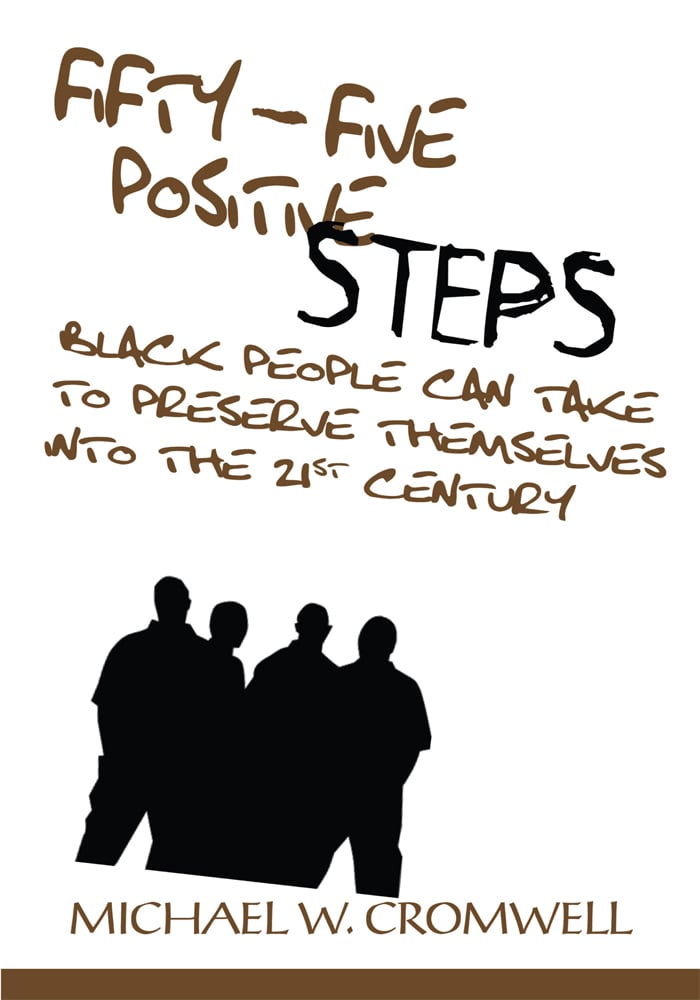 FIFTY – FIVE
POSITIVE
STEPS
BLACK PEOPLE CAN TAKE
TO PRESERVE THEMSELVES
INTO THE 21ST CENTURY
MICHAEL W. CROMWELL